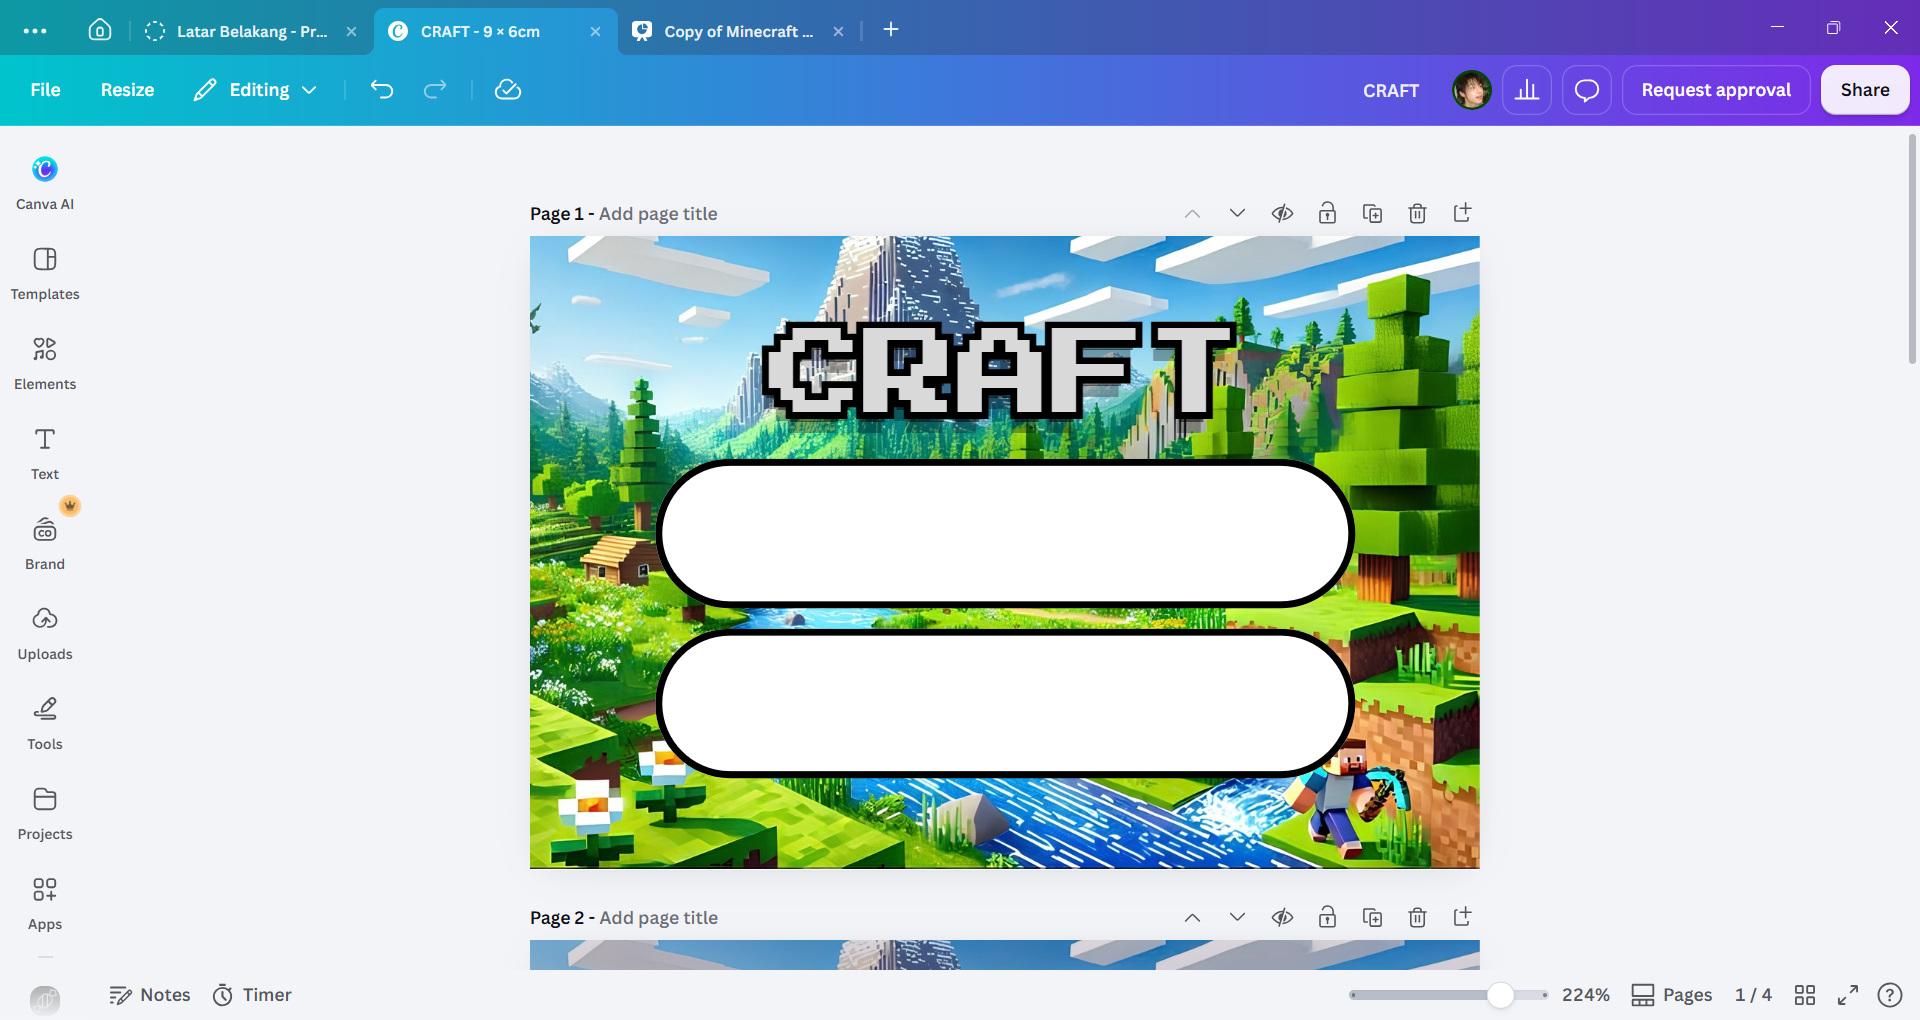 Latar Belakang - Pr...
CRAFT - 9 × 6cm
Copy of Minecraft ...
File
Resize
Editing
CRAFT
Request approval
Share
Canva AI
Templates
Elements
Text
Brand
Uploads
Tools
Projects
Apps
Page 1 - Add page title
CRAFT
Page 2 - Add page title
Notes
Timer
224%
Pages
1 / 4